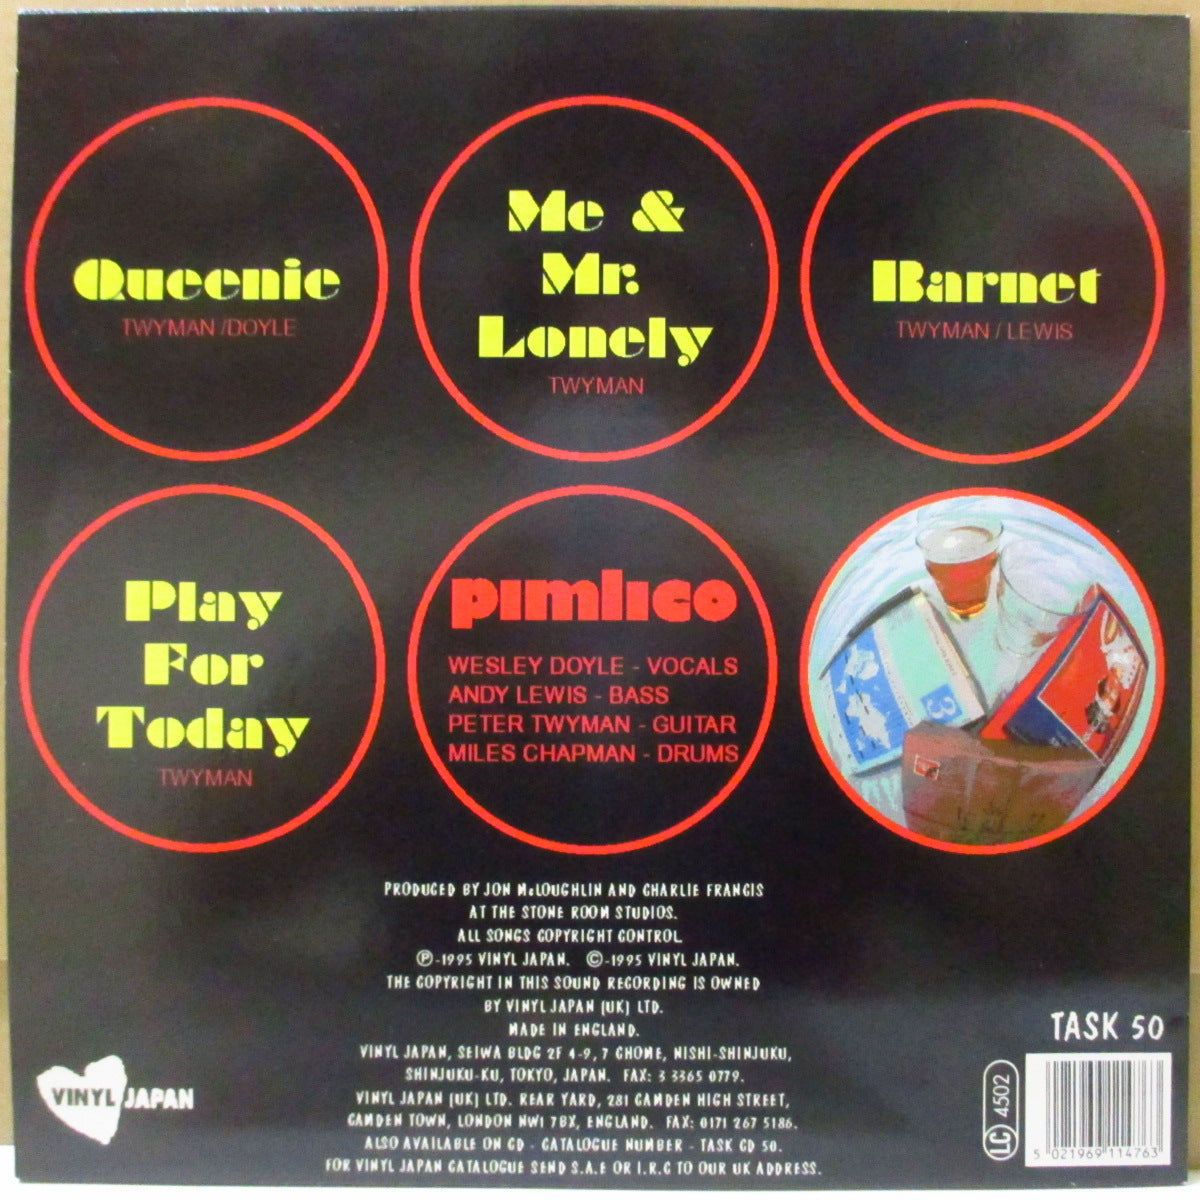 Queenie
TWYMAN /DOYLE
Me &
Mr.
Lonely
TWYMAN
Barnet
TWYMAN / LEWIS
Play
For
Today
TWYMAN
pımlıco
WESLEY DOYLE - VOCALS
ANDY LEWIS - BASS
PETER TWYMAN - GUITAR
MILES CHAPMAN - DRUMS
3
PRODUCED BY JON McLOUGHLIN AND CHARLIE FRANCIS
AT THE STONE ROOM STUDIOS.
ALL SONGS COPYRIGHT CONTROL
℗-1995 VINYL JAPAN. ©-1995 VINYL JAPAN.
THE COPYRIGHT IN THIS SOUND RECORDING IS OWNED
BY VINYL JAPAN (UK) LTD.
MADE IN ENGLAND.
VINYL JAPAN, SEIWA BLDG 2F 4-9, 7 CHOME, NISHI-SHINJUKU,
SHINJUKU-KU, TOKYO, JAPAN. FAX: 3 3365 0779.
VINYL JAPAN (UK) LTD. REAR YARD, 281 CAMDEN HIGH STREET,
CAMDEN TOWN, LONDON NW1 7BX, ENGLAND. FAX: 0171 267 5186.
ALSO AVAILABLE ON CD - CATALOGUE NUMBER - TASK CD 50.
FOR VINYL JAPAN CATALOGUE SEND S.A.E OR I.R.C TO OUR UK ADDRESS.
VINYL JAPAN
TASK 50
LC 4502
5 021969 114763